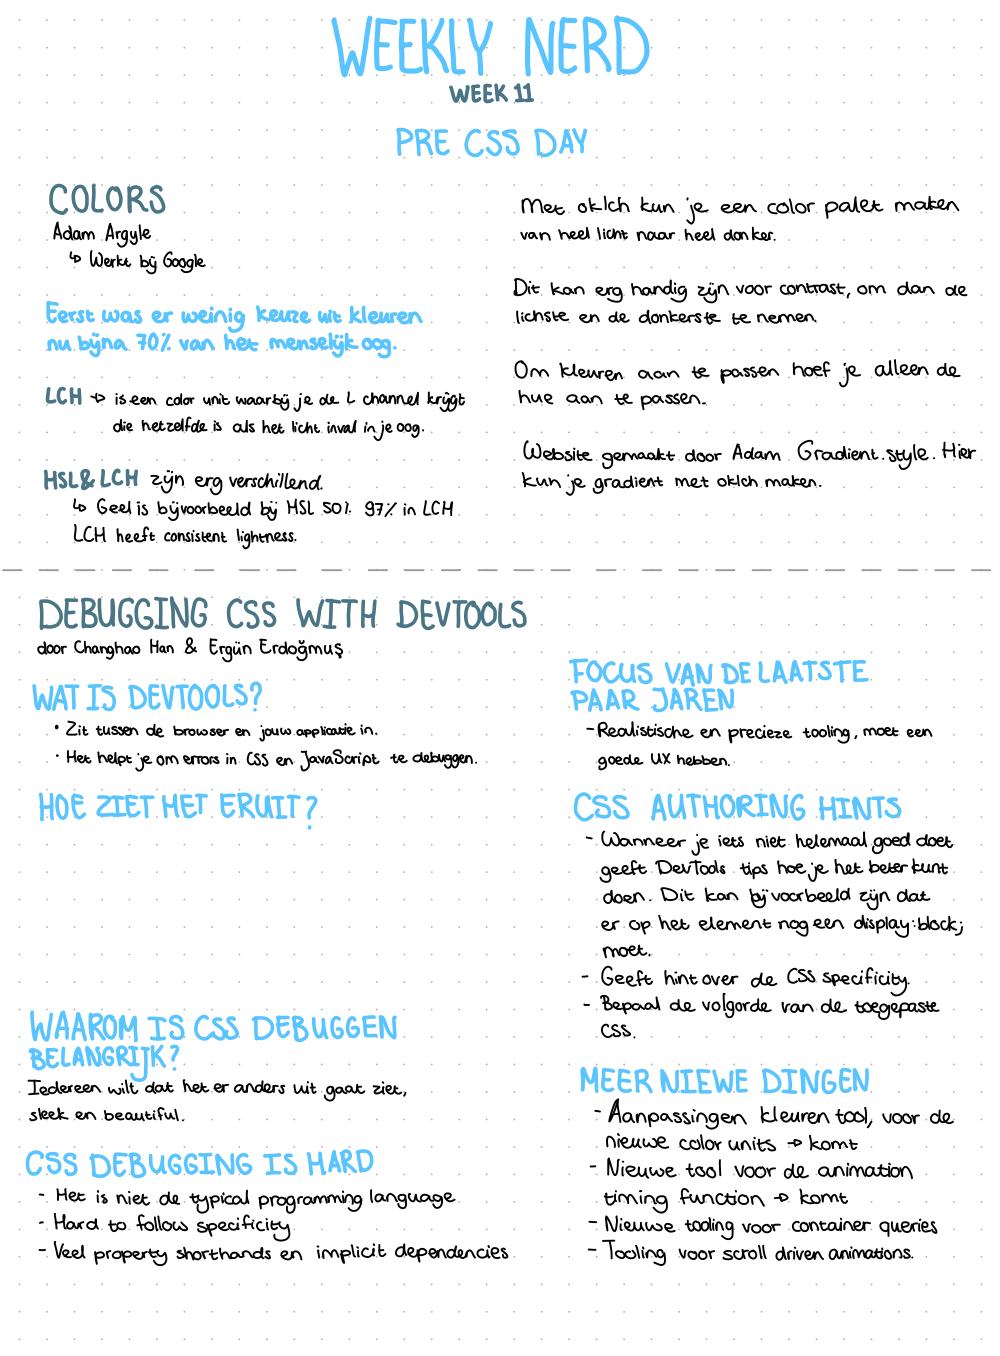 WEEKLY NERD
WEEK 11
PRE CSS DAY
COLORS
Adam Argyle
↳ Werkt bij Google
Eerst was er weinig keuze uit kleuren
nu bijna 70% van het menselijk oog.
LCH → is een color unit waarbij je de L channel krijgt
die hetzelfde is als het licht inval in je oog.
HSL & LCH zijn erg verschillend.
↳ Geel is bijvoorbeeld bij HSL 50%. 97% in LCH
LCH heeft consistent lightness.
Met oklch kun je een color palet maken
van heel licht naar heel donker.
Dit kan erg handig zijn voor contrast, om dan de
lichste en de donkerste te nemen.
Om kleuren aan te passen hoef je alleen de
hue aan te passen.
Website gemaakt door Adam Gradient.style. Hier
kun je gradient met oklch maken.
DEBUGGING CSS WITH DEVTOOLS
door Changhao Han & Ergün Erdoğmuş
WAT IS DEVTOOLS?
• Zit tussen de browser en jouw applicatie in.
• Het helpt je om errors in CSS en JavaScript te debuggen.
HOE ZIET HET ERUIT?
WAAROM IS CSS DEBUGGEN
BELANGRIJK?
Iedereen wilt dat het er anders uit gaat ziet,
sleek en beautiful.
CSS DEBUGGING IS HARD
- Het is niet de typical programming language
- Hard to follow specificity
- Veel property shorthands en implicit dependencies
FOCUS VAN DE LAATSTE
PAAR JAREN
- Realistische en precieze tooling, moet een
goede UX hebben.
CSS AUTHORING HINTS
- Wanneer je iets niet helemaal goed doet
geeft DevTools tips hoe je het beter kunt
doen. Dit kan bijvoorbeeld zijn dat
er op het element nog een display:block;
moet.
- Geeft hint over de CSS specificity.
- Bepaal de volgorde van de toegepaste
CSS.
MEER NIEWE DINGEN
- Aanpassingen kleuren tool, voor de
nieuwe color units → komt
- Nieuwe tool voor de animation
timing function → komt
- Nieuwe tooling voor container queries
- Tooling voor scroll driven animations.